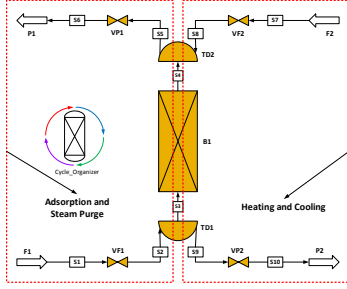 S6 S5 S8 S7
P1 VP1 VF2 F2
TD2
S4
B1
Cycle_Organizer
S3
Adsorption and
Steam Purge
Heating and Cooling
TD1
F1 VF1 VP2 P2
S1 S2 S9 S10